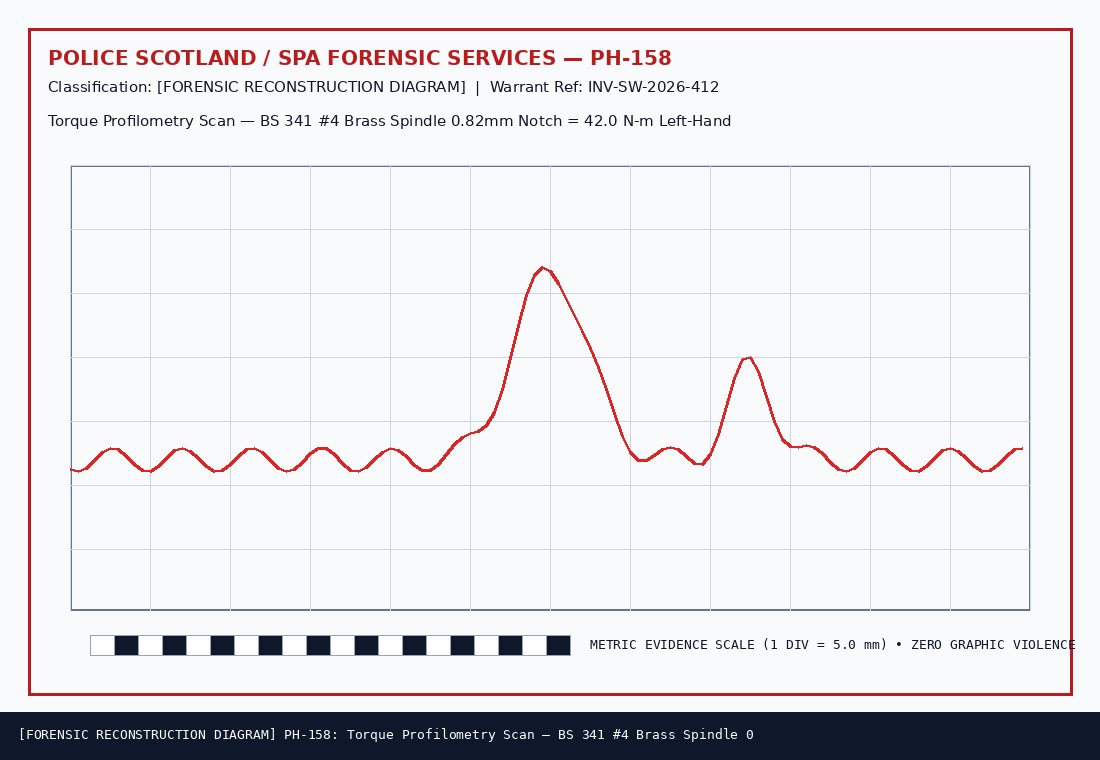 POLICE SCOTLAND / SPA FORENSIC SERVICES — PH-158
Classification: [FORENSIC RECONSTRUCTION DIAGRAM]  |  Warrant Ref: INV-SW-2026-412
Torque Profilometry Scan — BS 341 #4 Brass Spindle 0.82mm Notch = 42.0 N-m Left-Hand
METRIC EVIDENCE SCALE (1 DIV = 5.0 mm) • ZERO GRAPHIC VIOLENCE
[FORENSIC RECONSTRUCTION DIAGRAM] PH-158: Torque Profilometry Scan — BS 341 #4 Brass Spindle 0